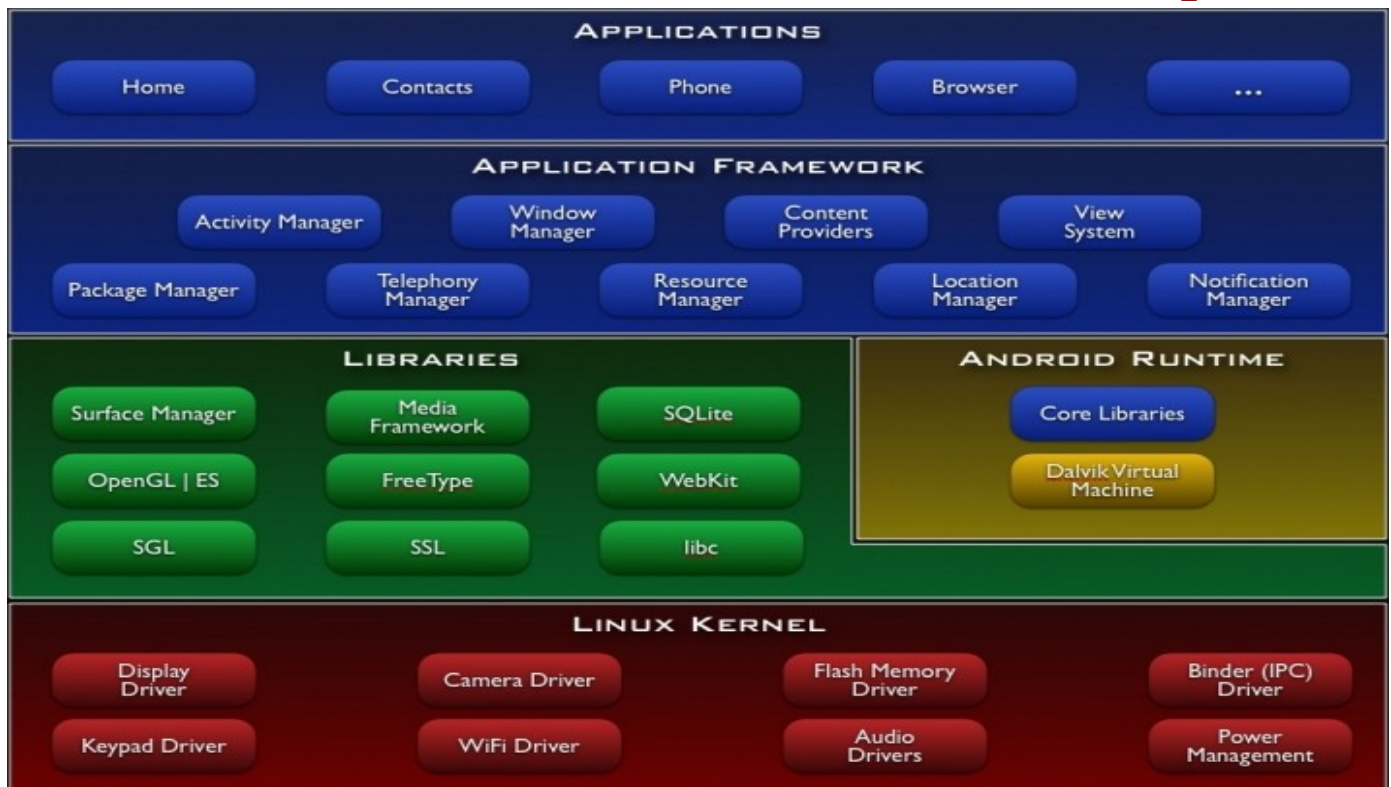 APPLICATIONS
Home
Contacts
Phone
Browser
...
APPLICATION FRAMEWORK
Activity Manager
Window
Manager
Content
Providers
View
System
Package Manager
Telephony
Manager
Resource
Manager
Location
Manager
Notification
Manager
LIBRARIES
Surface Manager
Media
Framework
SQLite
OpenGL | ES
FreeType
WebKit
SGL
SSL
libc
ANDROID RUNTIME
Core Libraries
Dalvik Virtual
Machine
LINUX KERNEL
Display
Driver
Camera Driver
Flash Memory
Driver
Binder (IPC)
Driver
Keypad Driver
WiFi Driver
Audio
Drivers
Power
Management